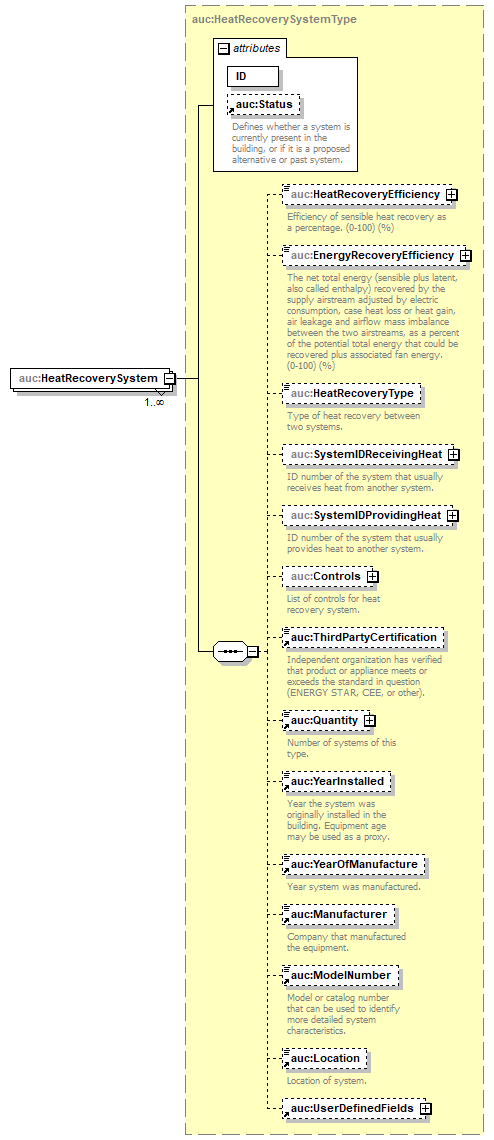 auc:HeatRecoverySystemType
attributes
ID
auc:Status
Defines whether a system is
currently present in the
building, or if it is a proposed
alternative or past system.
auc:HeatRecoveryEfficiency
Efficiency of sensible heat recovery as
a percentage. (0-100) (%)
auc:EnergyRecoveryEfficiency
The net total energy (sensible plus latent,
also called enthalpy) recovered by the
supply airstream adjusted by electric
consumption, case heat loss or heat gain,
air leakage and airflow mass imbalance
between the two airstreams, as a percent
of the potential total energy that could be
recovered plus associated fan energy.
(0-100) (%)
auc:HeatRecoverySystem
1..∞
auc:HeatRecoveryType
Type of heat recovery between
two systems.
auc:SystemIDReceivingHeat
ID number of the system that usually
receives heat from another system.
auc:SystemIDProvidingHeat
ID number of the system that usually
provides heat to another system.
auc:Controls
List of controls for heat
recovery system.
auc:ThirdPartyCertification
Independent organization has verified
that product or appliance meets or
exceeds the standard in question
(ENERGY STAR, CEE, or other).
auc:Quantity
Number of systems of this
type.
auc:YearInstalled
Year the system was
originally installed in the
building. Equipment age
may be used as a proxy.
auc:YearOfManufacture
Year system was manufactured.
auc:Manufacturer
Company that manufactured
the equipment.
auc:ModelNumber
Model or catalog number
that can be used to identify
more detailed system
characteristics.
auc:Location
Location of system.
auc:UserDefinedFields